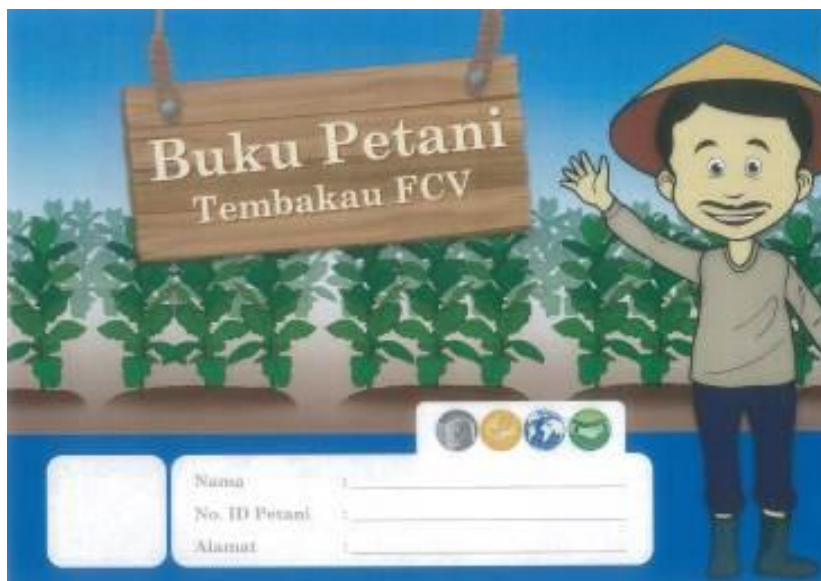 Buku Petani
Tembakau FCV
Nama :
No. ID Petani :
Alamat :